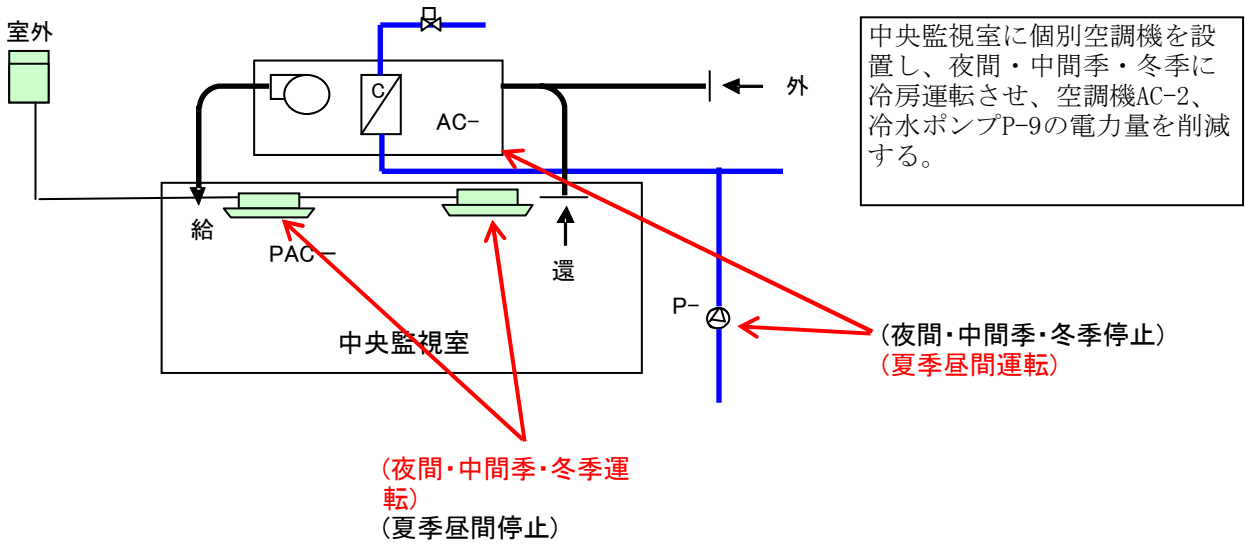 室外
中央監視室に個別空調機を設
置し、夜間・中間季・冬季に
冷房運転させ、空調機AC-2、
冷水ポンプP-9の電力量を削減
する。
C
AC-
外
給
PAC-
還
P-
中央監視室
(夜間・中間季・冬季停止)
(夏季昼間運転)
(夜間・中間季・冬季運
転)
(夏季昼間停止)